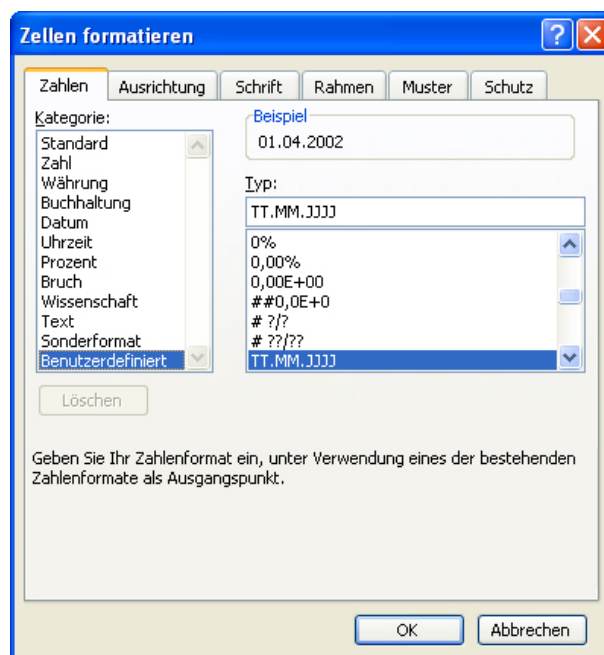 Zellen formatieren
Zahlen Ausrichtung Schrift Rahmen Muster Schutz
Kategorie:
Standard
Zahl
Währung
Buchhaltung
Datum
Uhrzeit
Prozent
Bruch
Wissenschaft
Text
Sonderformat
Benutzerdefiniert
Löschen
Beispiel
01.04.2002
Typ:
TT.MM.JJJJ
0%
0,00%
0,00E+00
##0,0E+0
# ?/?
# ??/??
TT.MM.JJJJ
Geben Sie Ihr Zahlenformat ein, unter Verwendung eines der bestehenden
Zahlenformate als Ausgangspunkt.
OK Abbrechen